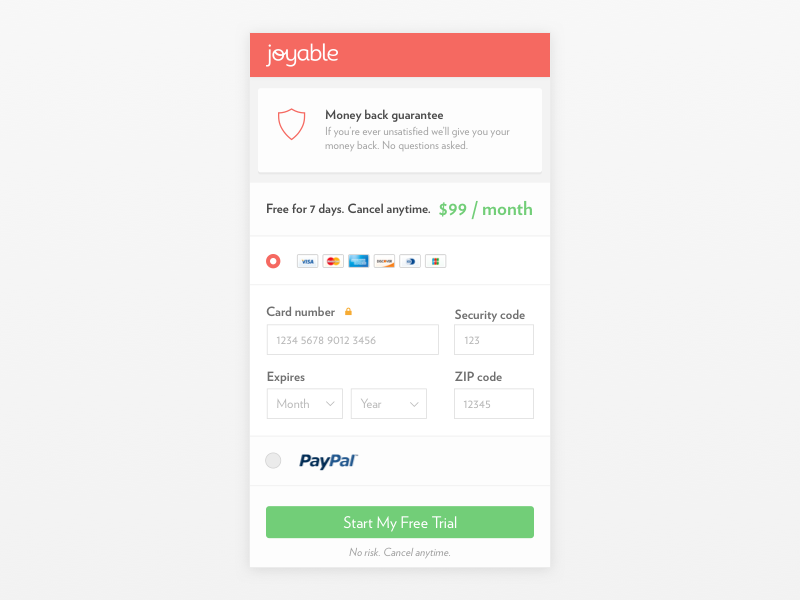 joyable
Money back guarantee
If you're ever unsatisfied we'll give you your
money back. No questions asked.
Free for 7 days. Cancel anytime. $99 / month
VISA
DISCOVER
Card number
Security code
1234 5678 9012 3456
123
Expires
ZIP code
Month
Year
12345
PayPal
Start My Free Trial
No risk. Cancel anytime.